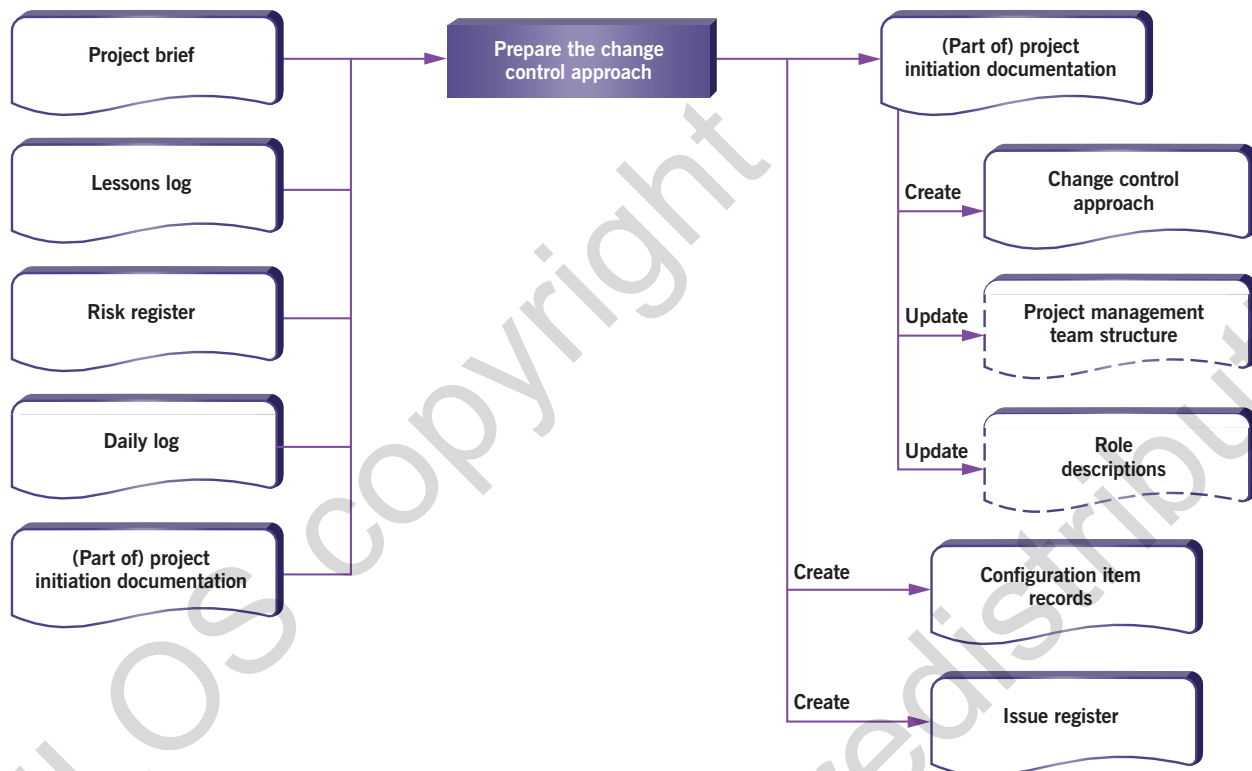 Project brief
Lessons log
Risk register
Daily log
(Part of) project
initiation documentation
Prepare the change
control approach
(Part of) project
initiation documentation
Create
Change control
approach
Update
Project management
team structure
Update
Role
descriptions
Create
Configuration item
records
Create
Issue register
OS copyright